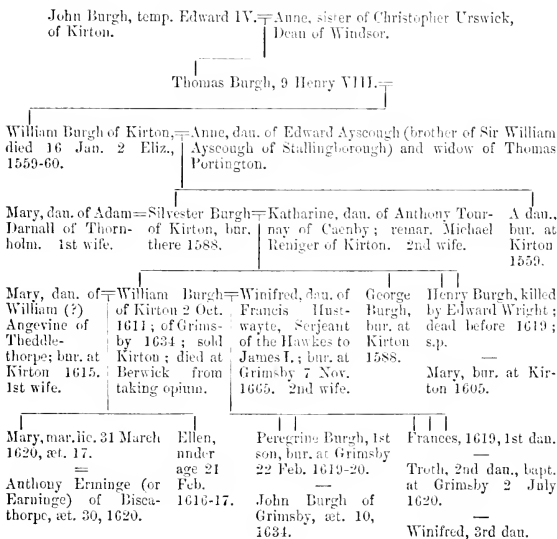 John Burgh, temp. Edward IV. = Anne, sister of Christopher Urswick,
of Kirton. Dean of Windsor.
Thomas Burgh, 9 Henry VIII. =
William Burgh of Kirton, = Anne, dau. of Edward Ayscough (brother of Sir William
died 16 Jan. 2 Eliz., Ayscough of Stallingborough) and widow of Thomas
1559-60. Portington.
Mary, dau. of Adam = Silvester Burgh = Katharine, dau. of Anthony Tour- A dau.,
Darnall of Thorn- of Kirton, bur. nay of Caenby; remar. Michael bur. at
holm. 1st wife. there 1588. Reniger of Kirton. 2nd wife. Kirton
1559.
Mary, dau. of = William Burgh = Winifred, dau. of George Henry Burgh, killed
William (?) of Kirton 2 Oct. Francis Hust- Burgh, by Edward Wright;
Angevine of 1611; of Grims- wayte, Serjeant bur. at dead before 1619;
Theddle- by 1634; sold of the Hawkes to Kirton s.p.
thorpe; bur. at Kirton; died at James I.; bur. at 1588. —
Kirton 1615. Berwick from Grimsby 7 Nov. Mary, bur. at Kir-
1st wife. taking opium. 1665. 2nd wife. ton 1605.
Mary, mar. lic. 31 March Ellen, Peregrine Burgh, 1st Frances, 1619, 1st dau.
1620, æt. 17. under son, bur. at Grimsby —
= age 21 22 Feb. 1619-20. Troth, 2nd dau., bapt.
Anthony Erminge (or Feb. — at Grimsby 2 July
Earninge) of Bisca- 1616-17. John Burgh of 1620.
thorpe, æt. 30, 1620. Grimsby, æt. 10, —
1634. Winifred, 3rd dau.